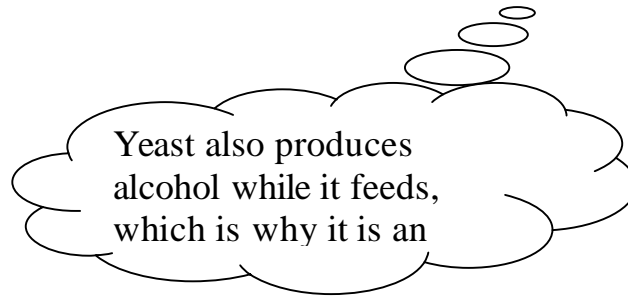 Yeast also produces
alcohol while it feeds,
which is why it is an